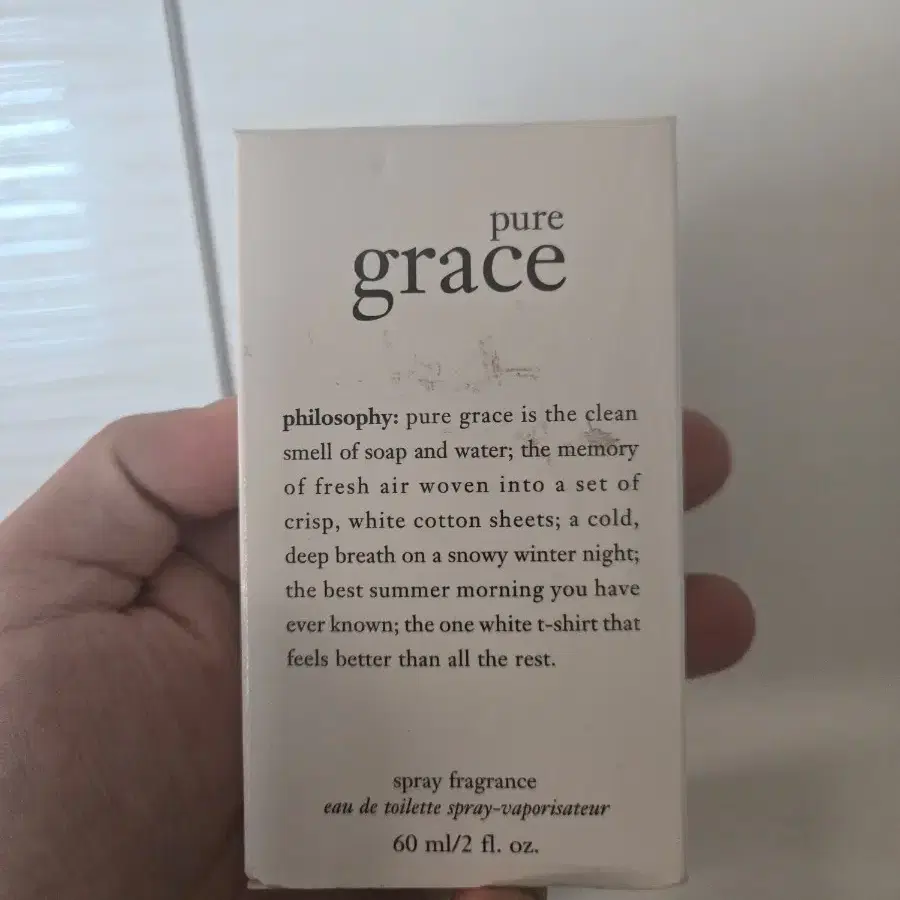 pure
grace
philosophy: pure grace is the clean
smell of soap and water; the memory
of fresh air woven into a set of
crisp, white cotton sheets; a cold,
deep breath on a snowy winter night;
the best summer morning you have
ever known; the one white t-shirt that
feels better than all the rest.
spray fragrance
eau de toilette spray-vaporisateur
60 ml/2 fl. oz.